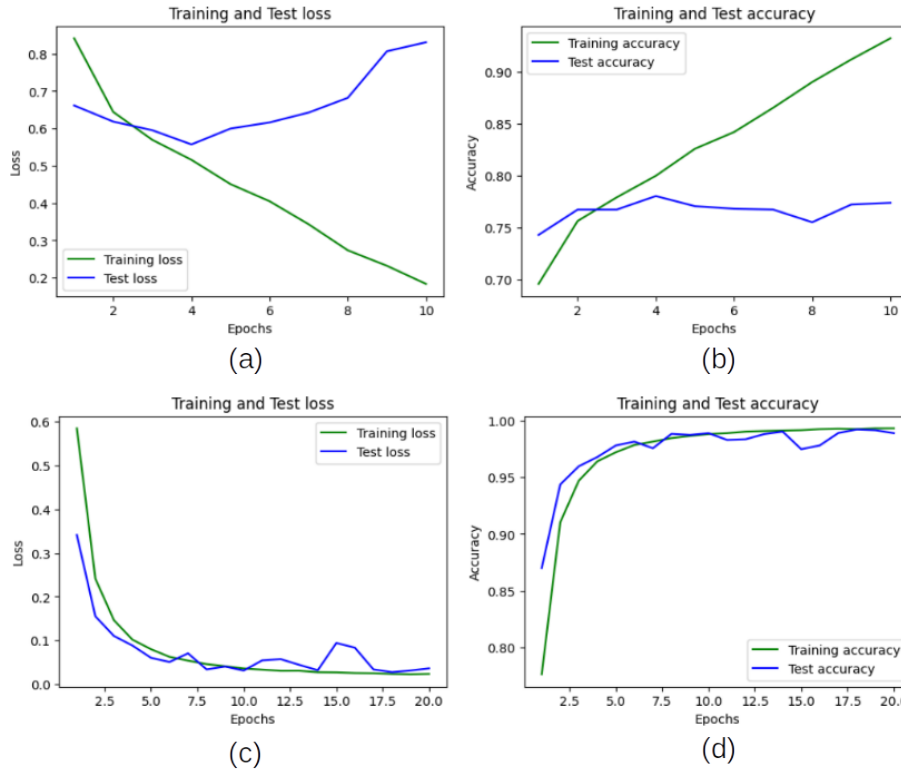 Training and Test loss
Loss
0.8
0.7
0.6
0.5
0.4
0.3
0.2
Training loss
Test loss
2 4 6 8 10
Epochs
(a)
Training and Test accuracy
Accuracy
0.90
0.85
0.80
0.75
0.70
Training accuracy
Test accuracy
2 4 6 8 10
Epochs
(b)
Training and Test loss
Loss
0.6
0.5
0.4
0.3
0.2
0.1
0.0
Training loss
Test loss
2.5 5.0 7.5 10.0 12.5 15.0 17.5 20.0
Epochs
(c)
Training and Test accuracy
Accuracy
1.00
0.95
0.90
0.85
0.80
Training accuracy
Test accuracy
2.5 5.0 7.5 10.0 12.5 15.0 17.5 20.0
Epochs
(d)